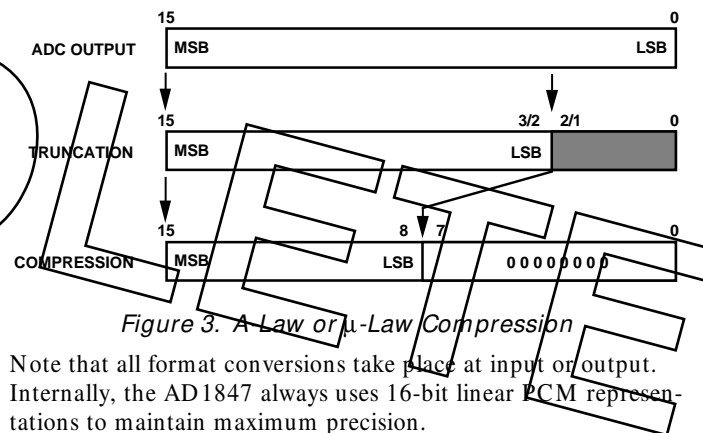 15 0
ADC OUTPUT MSB LSB
15 3/2 2/1 0
TRUNCATION MSB LSB
15 8 7 0
COMPRESSION MSB LSB 0 0 0 0 0 0 0 0
Figure 3. A-Law or μ-Law Compression
Note that all format conversions take place at input or output.
Internally, the AD1847 always uses 16-bit linear PCM represen-
tations to maintain maximum precision.
LETE